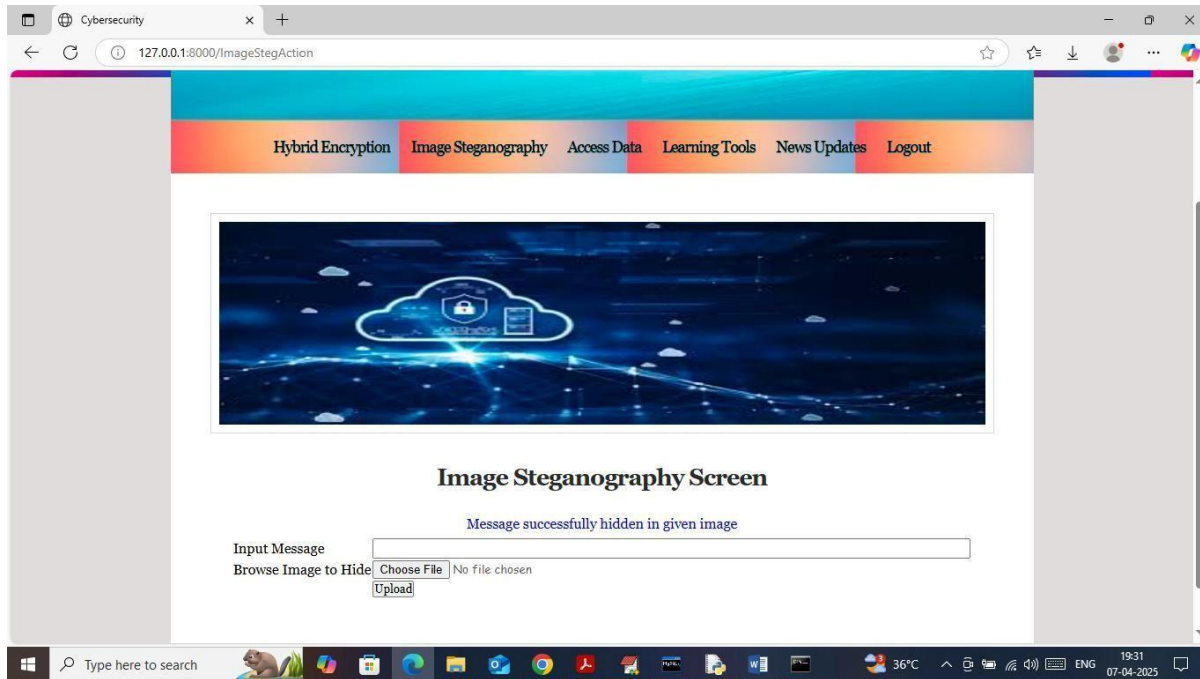 Cybersecurity
127.0.0.1:8000/ImageStegAction
Hybrid Encryption Image Steganography Access Data Learning Tools News Updates Logout
Image Steganography Screen
Message successfully hidden in given image
Input Message
Browse Image to Hide Choose File No file chosen
Upload
Type here to search 36°C ENG 19:31
07-04-2025